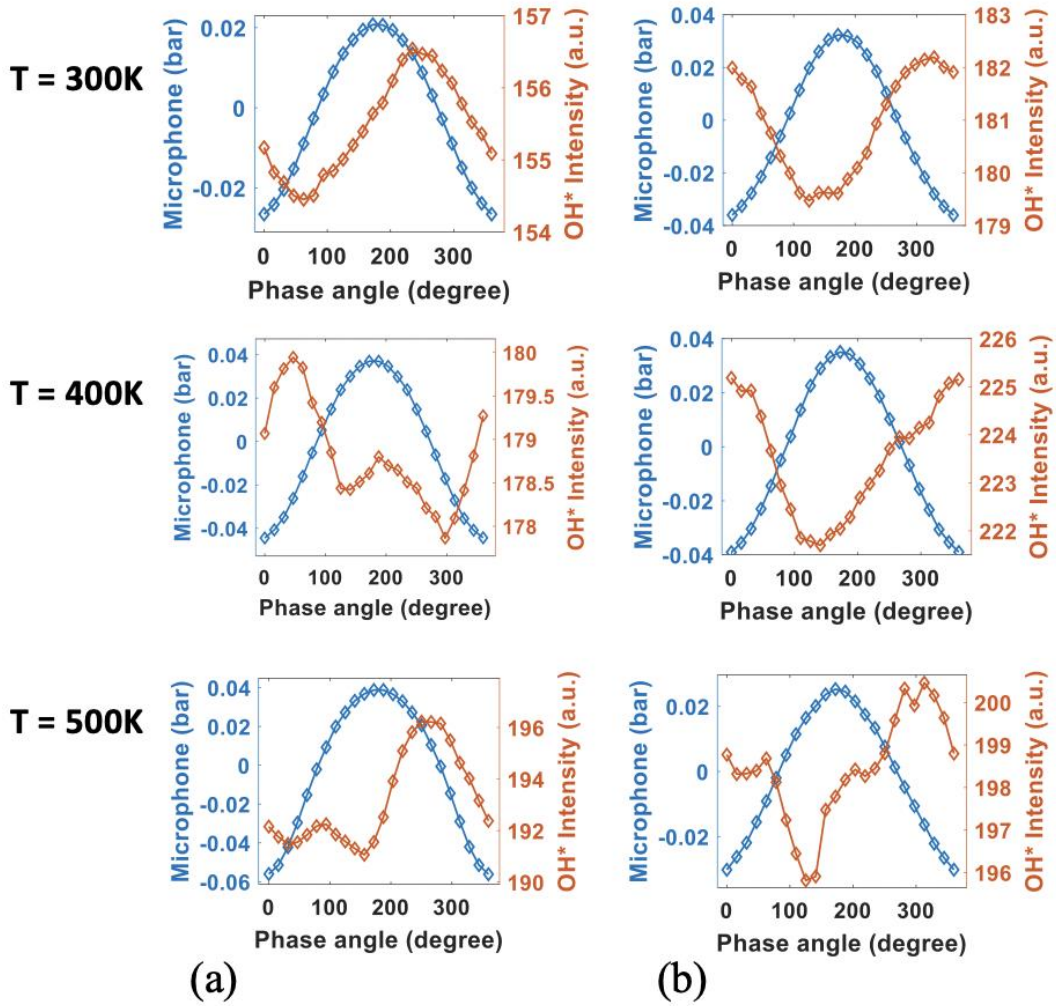 T = 300K
Microphone (bar)
0.02
0
-0.02
157
156
155
154
OH* Intensity (a.u.)
0 100 200 300
Phase angle (degree)
Microphone (bar)
0.04
0.02
0
-0.02
-0.04
183
182
181
180
179
OH* Intensity (a.u.)
0 100 200 300
Phase angle (degree)
T = 400K
Microphone (bar)
0.04
0.02
0
-0.02
-0.04
180
179.5
179
178.5
178
OH* Intensity (a.u.)
0 100 200 300
Phase angle (degree)
Microphone (bar)
0.04
0.02
0
-0.02
-0.04
226
225
224
223
222
OH* Intensity (a.u.)
0 100 200 300
Phase angle (degree)
T = 500K
Microphone (bar)
0.04
0.02
0
-0.02
-0.04
-0.06
196
194
192
190
OH* Intensity (a.u.)
0 100 200 300
Phase angle (degree)
Microphone (bar)
0.02
0
-0.02
200
199
198
197
196
OH* Intensity (a.u.)
0 100 200 300
Phase angle (degree)
(a) (b)